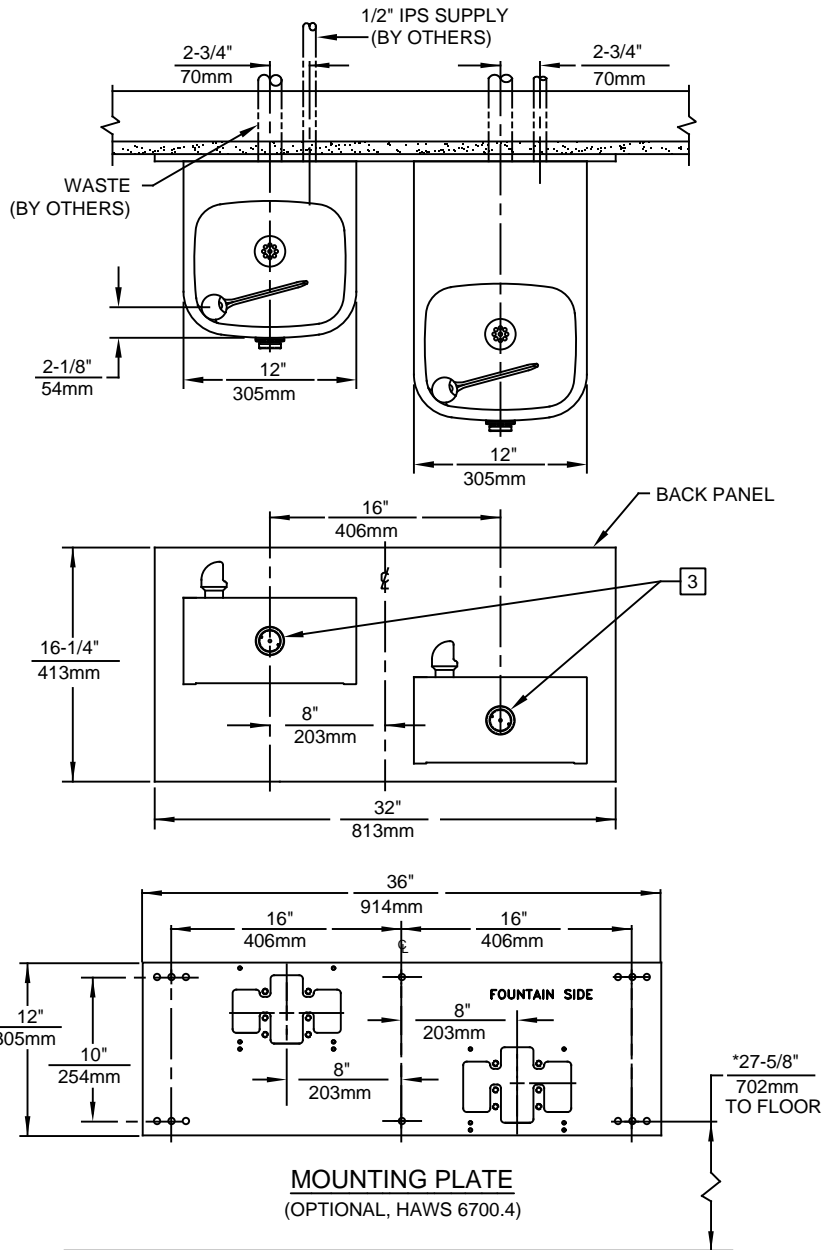 1/2" IPS SUPPLY
(BY OTHERS)
2-3/4"
70mm
2-3/4"
70mm
WASTE
(BY OTHERS)
2-1/8"
54mm
12"
305mm
12"
305mm
BACK PANEL
16"
406mm
3
16-1/4"
413mm
8"
203mm
32"
813mm
36"
914mm
16"
406mm
16"
406mm
FOUNTAIN SIDE
12"
305mm
10"
254mm
8"
203mm
8"
203mm
*27-5/8"
702mm
TO FLOOR
MOUNTING PLATE
(OPTIONAL, HAWS 6700.4)